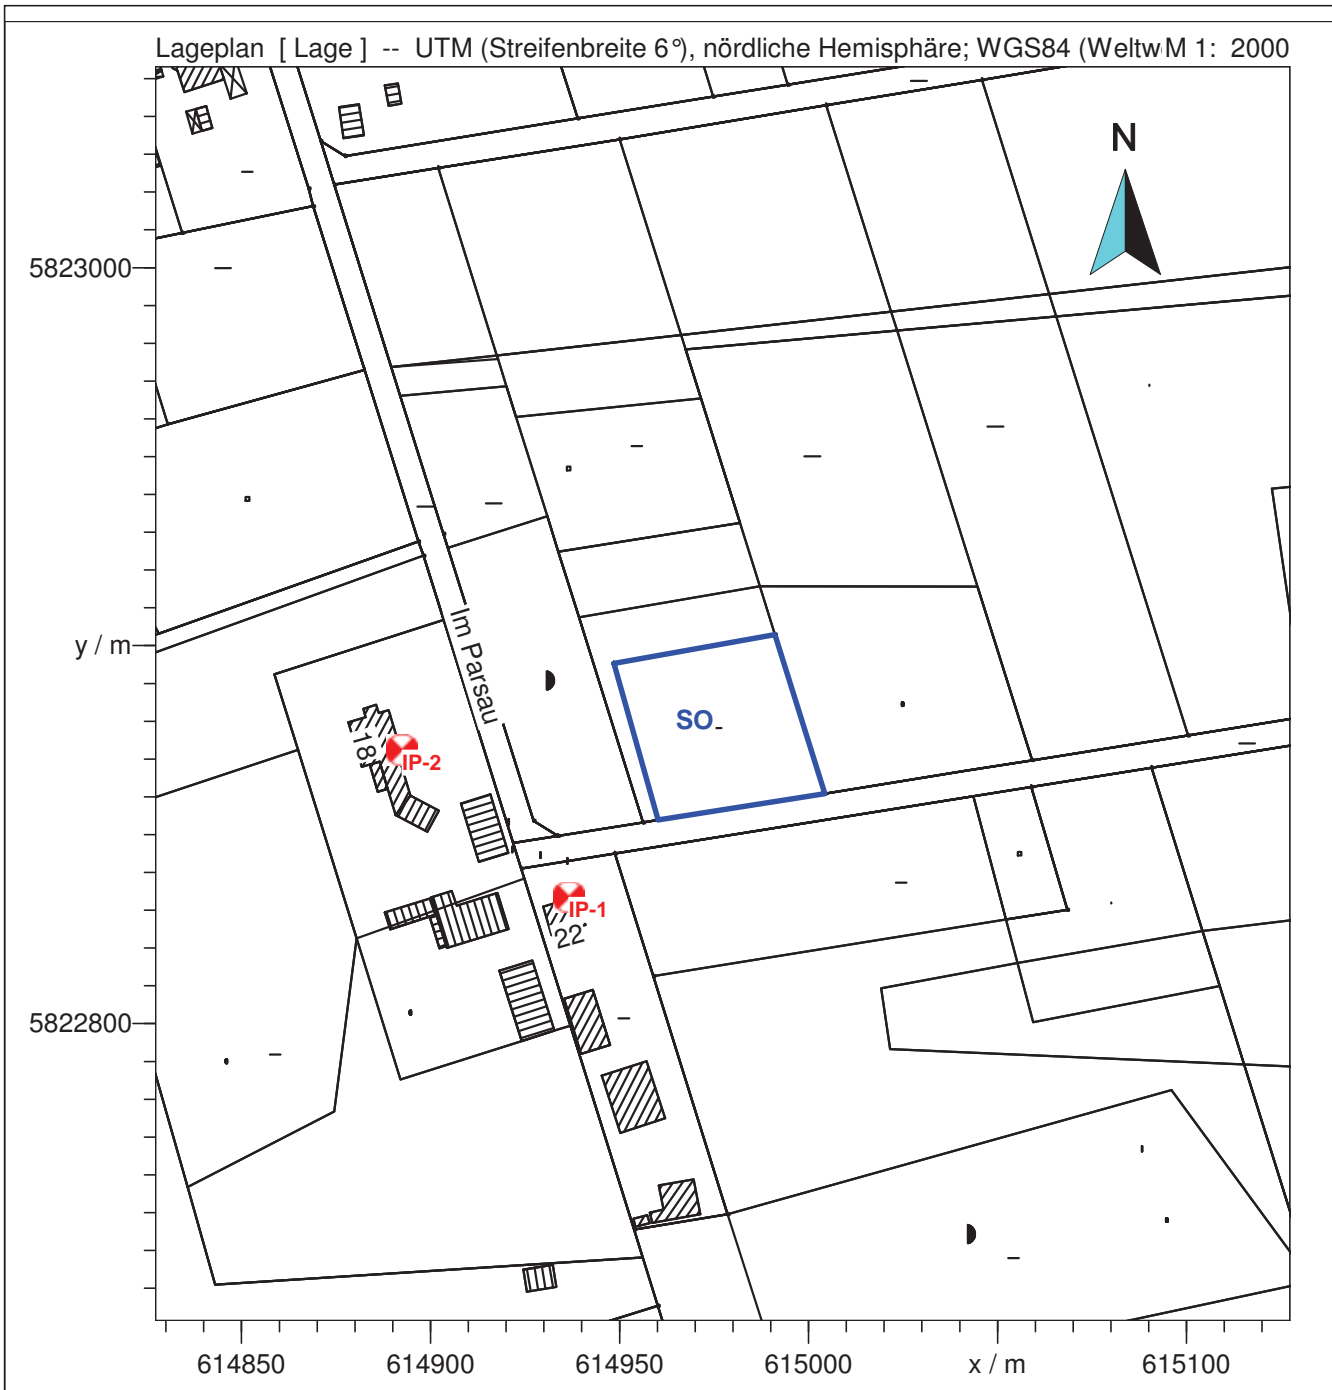 Lageplan [ Lage ] -- UTM (Streifenbreite 6°), nördliche Hemisphäre; WGS84 (Weltw M 1: 2000
N
5823000
y / m
Im Parsau
SO
18
IP-2
IP-1
22
5822800
614850 614900 614950 615000 x / m 615100